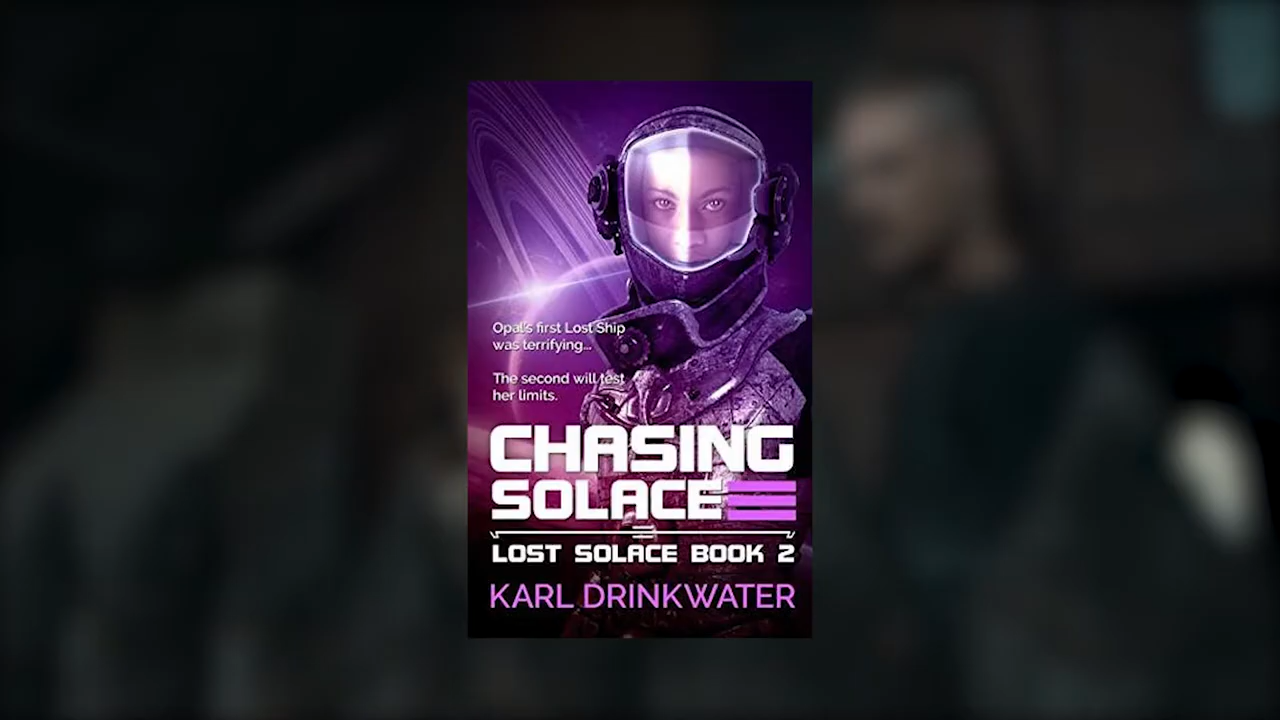 Opal's first Lost Ship
was terrifying...
The second will test
her limits.
CHASING
SOLACE
LOST SOLACE BOOK 2
KARL DRINKWATER